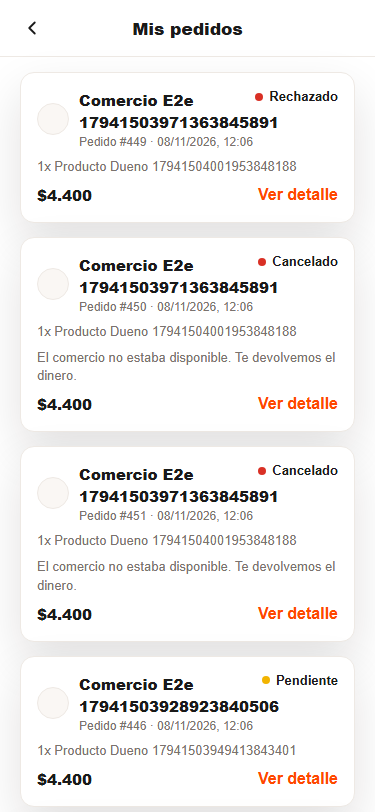 Mis pedidos
Comercio E2e
17941503971363845891
Rechazado
Pedido #449 · 08/11/2026, 12:06
1x Producto Dueno 17941504001953848188
$4.400
Ver detalle
Comercio E2e
17941503971363845891
Cancelado
Pedido #450 · 08/11/2026, 12:06
1x Producto Dueno 17941504001953848188
El comercio no estaba disponible. Te devolvemos el
dinero.
$4.400
Ver detalle
Comercio E2e
17941503971363845891
Cancelado
Pedido #451 · 08/11/2026, 12:06
1x Producto Dueno 17941504001953848188
El comercio no estaba disponible. Te devolvemos el
dinero.
$4.400
Ver detalle
Comercio E2e
17941503928923840506
Pendiente
Pedido #446 · 08/11/2026, 12:06
1x Producto Dueno 17941503949413843401
$4.400
Ver detalle